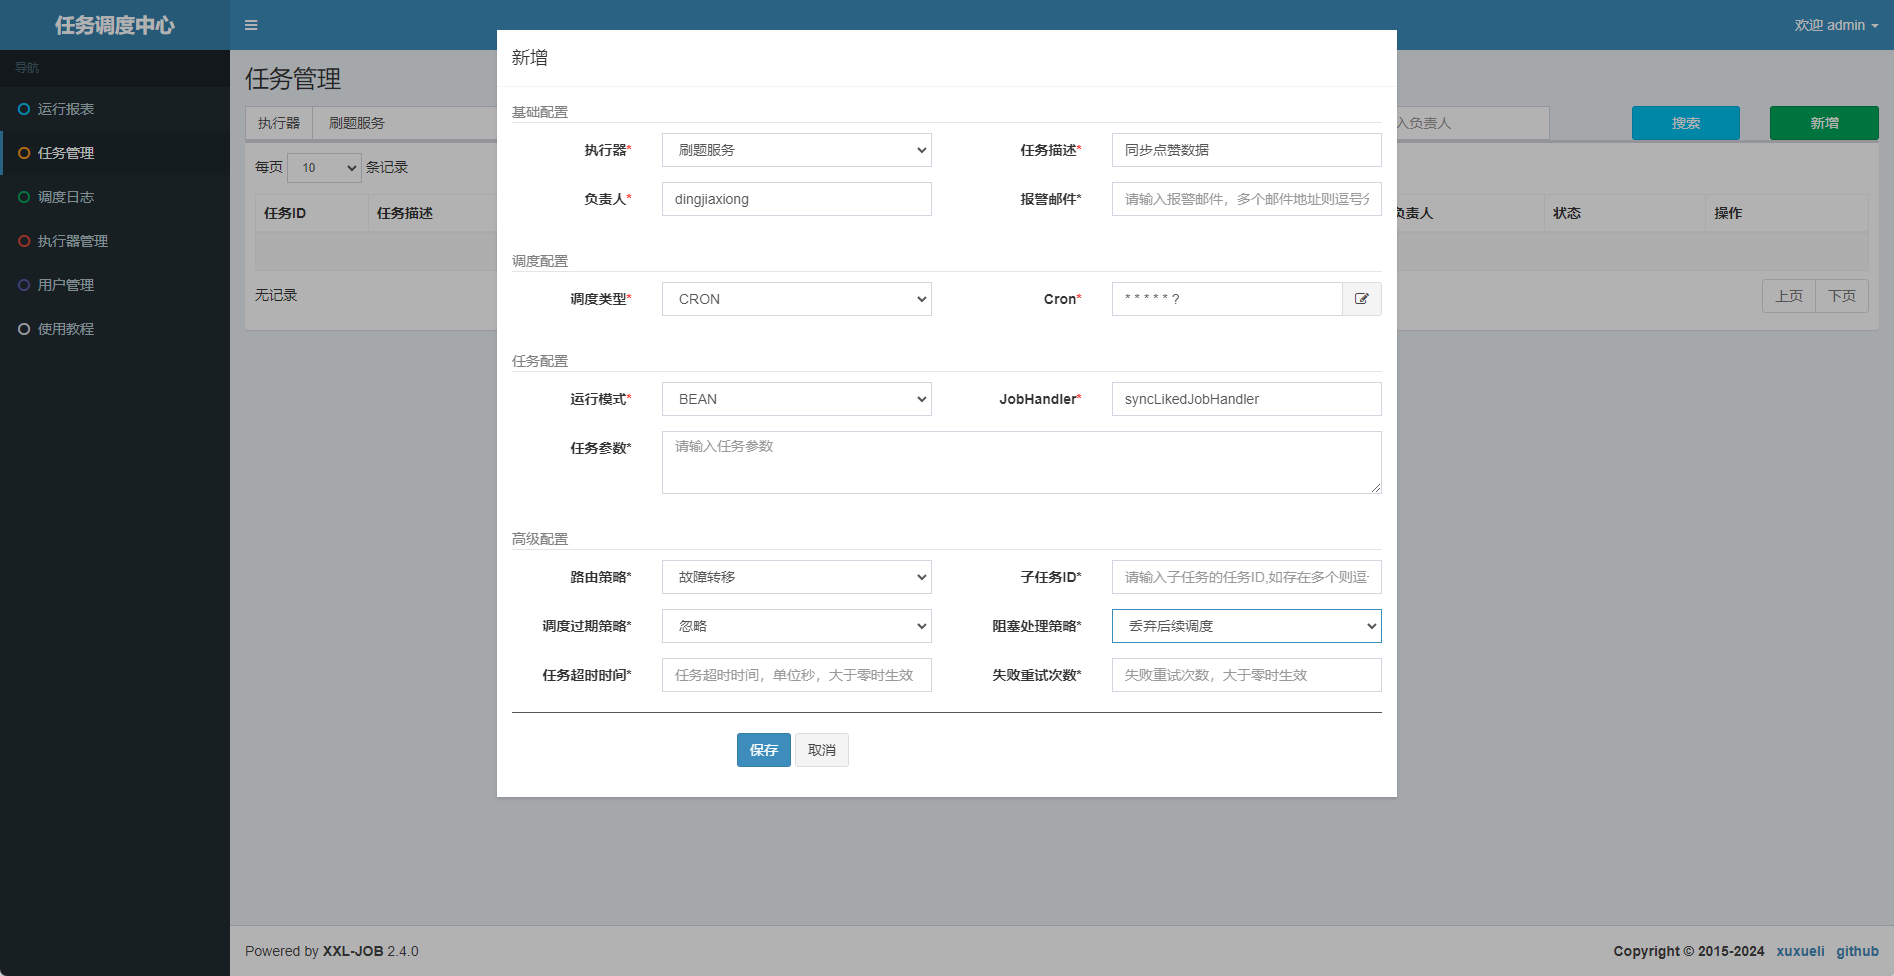 任务调度中心
欢迎 admin
导航
运行报表
任务管理
调度日志
执行器管理
用户管理
使用教程
任务管理
执行器
刷题服务
入负责人
搜索
新增
每页 10 条记录
任务ID
任务描述
负责人
状态
操作
无记录
上页
下页
新增
基础配置
执行器*
刷题服务
任务描述*
同步点赞数据
负责人*
dingjiaxiong
报警邮件*
请输入报警邮件，多个邮件地址则逗号分
调度配置
调度类型*
CRON
Cron*
* * * * * ?
任务配置
运行模式*
BEAN
JobHandler*
syncLikedJobHandler
任务参数*
请输入任务参数
高级配置
路由策略*
故障转移
子任务ID*
请输入子任务的任务ID,如存在多个则逗
调度过期策略*
忽略
阻塞处理策略*
丢弃后续调度
任务超时时间*
任务超时时间，单位秒，大于零时生效
失败重试次数*
失败重试次数，大于零时生效
保存
取消
Powered by XXL-JOB 2.4.0
Copyright © 2015-2024 xuxueli github